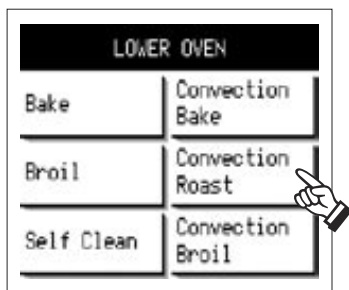 LOWER OVEN
Bake
Convection
Bake
Broil
Convection
Roast
Self Clean
Convection
Broil